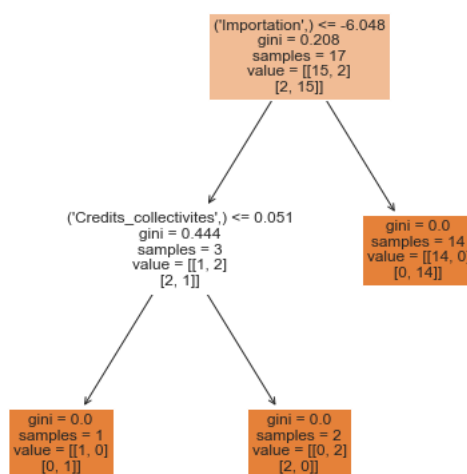 ('Importation',) <= -6.048
gini = 0.208
samples = 17
value = [[15, 2]
[2, 15]]
('Credits_collectivites',) <= 0.051
gini = 0.444
samples = 3
value = [[1, 2]
[2, 1]]
gini = 0.0
samples = 14
value = [[14, 0]
[0, 14]]
gini = 0.0
samples = 1
value = [[1, 0]
[0, 1]]
gini = 0.0
samples = 2
value = [[0, 2]
[2, 0]]